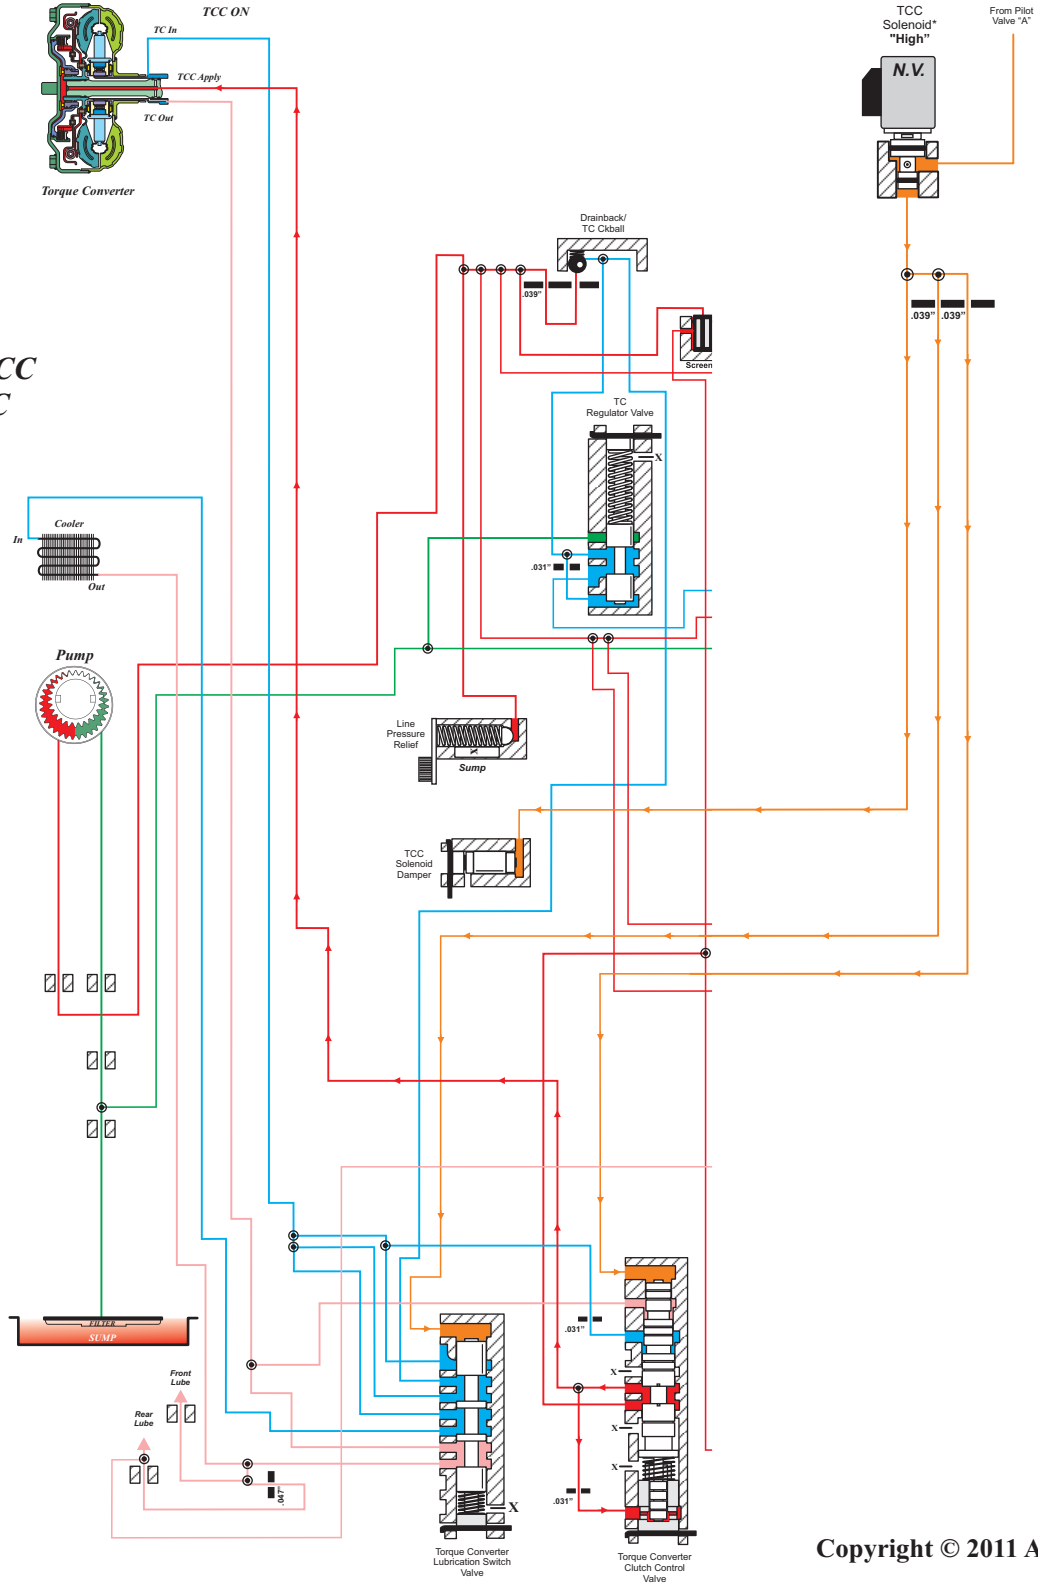 TCC ON
TC In
TCC Apply
TC Out
Torque Converter
TCC
Solenoid*
"High”
N.V.
From Pilot
Valve “A”
Drainback/
TC Ckball
.039”
.039”
.039”
Screen
CC
C
TC
Regulator Valve
X
.031”
Cooler
In
Out
Pump
Line
Pressure
Relief
X
Sump
TCC
Solenoid
Damper
FILTER
SUMP
Front
Lube
Rear
Lube
.047”
.031”
X
X
X
.031”
X
Torque Converter
Lubrication Switch
Valve
Torque Converter
Clutch Control
Valve
Copyright © 2011 A